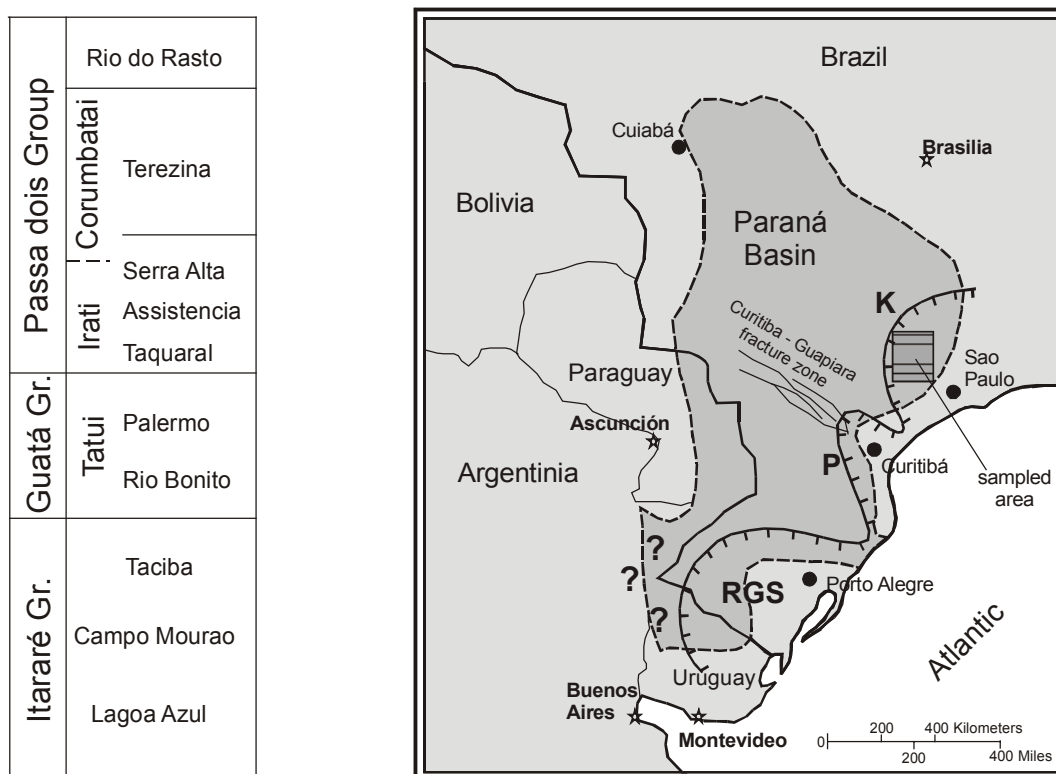 Passa dois Group
Rio do Rasto
Corumbatai
Terezina
Irati
Serra Alta
Assistencia
Taquaral
Guatá Gr.
Tatui
Palermo
Rio Bonito
Itararé Gr.
Taciba
Campo Mourao
Lagoa Azul
Brazil
Cuiabá
Brasilia
Bolivia
Paraná
Basin
K
Curitiba - Guapiara
fracture zone
Sao
Paulo
Paraguay
Ascunción
P
Curitibá
Argentinia
sampled
area
?
?
?
RGS
Porto Alegre
Atlantic
Uruguay
Buenos
Aires
Montevideo
200 400 Kilometers
0
200 400 Miles